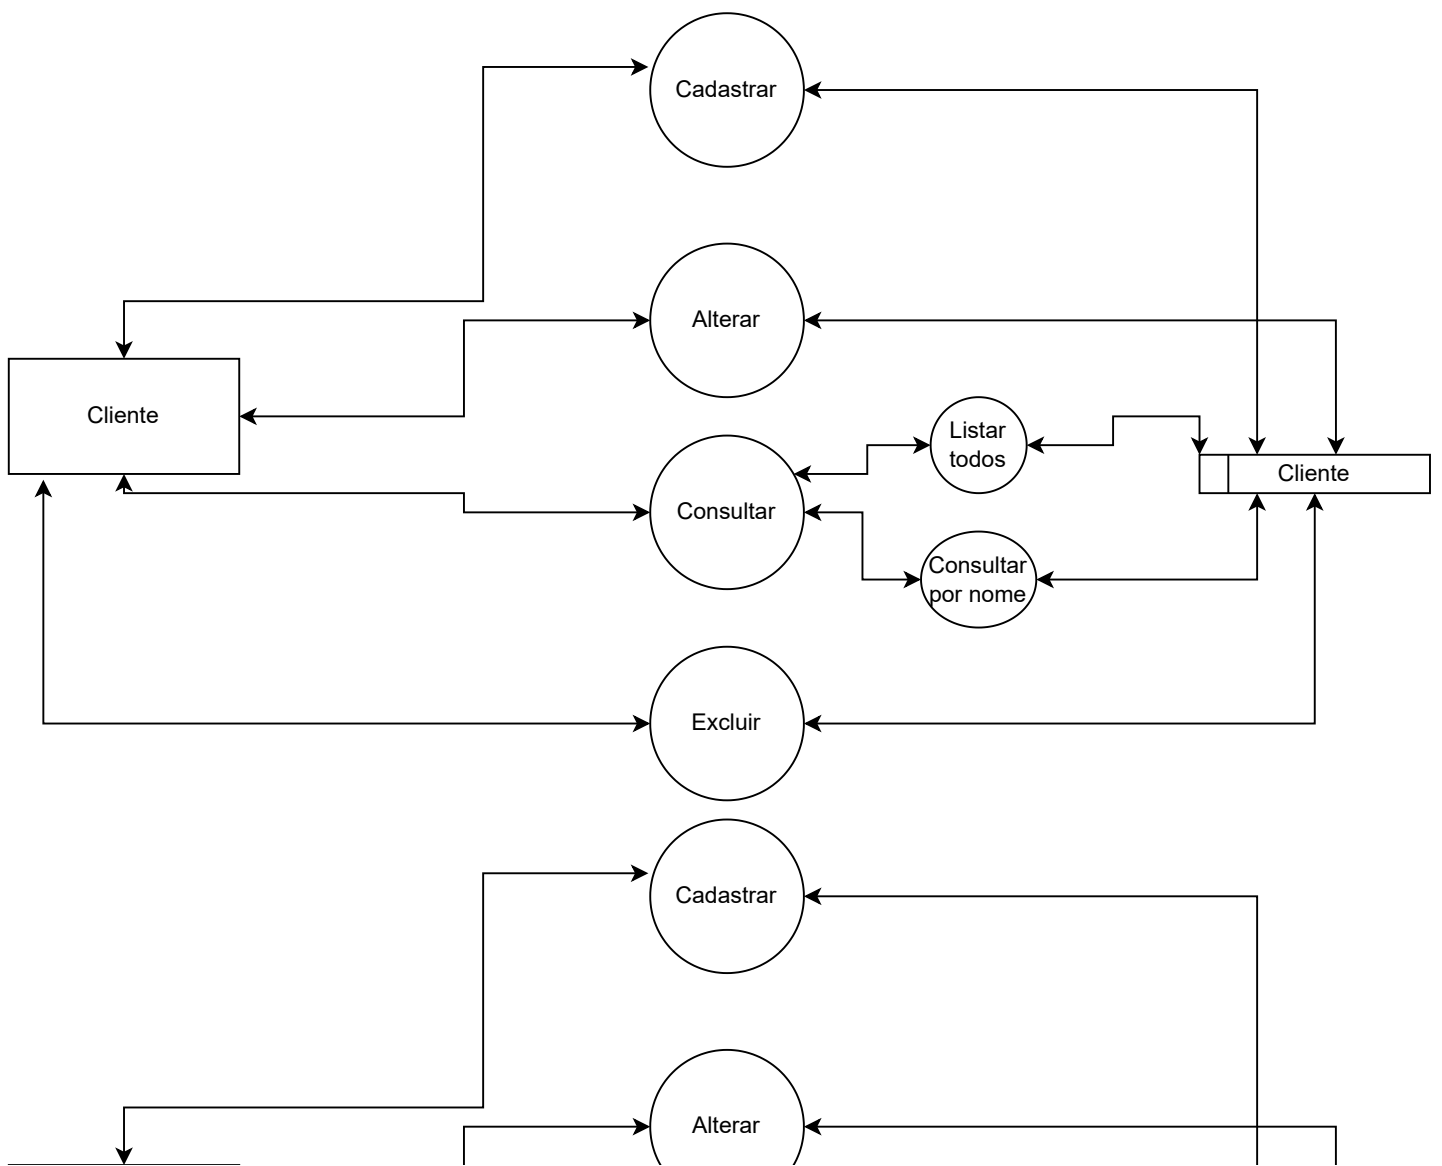 Cadastrar
Alterar
Cliente
Listar
todos
Cliente
Consultar
Consultar
por nome
Excluir
Cadastrar
Alterar